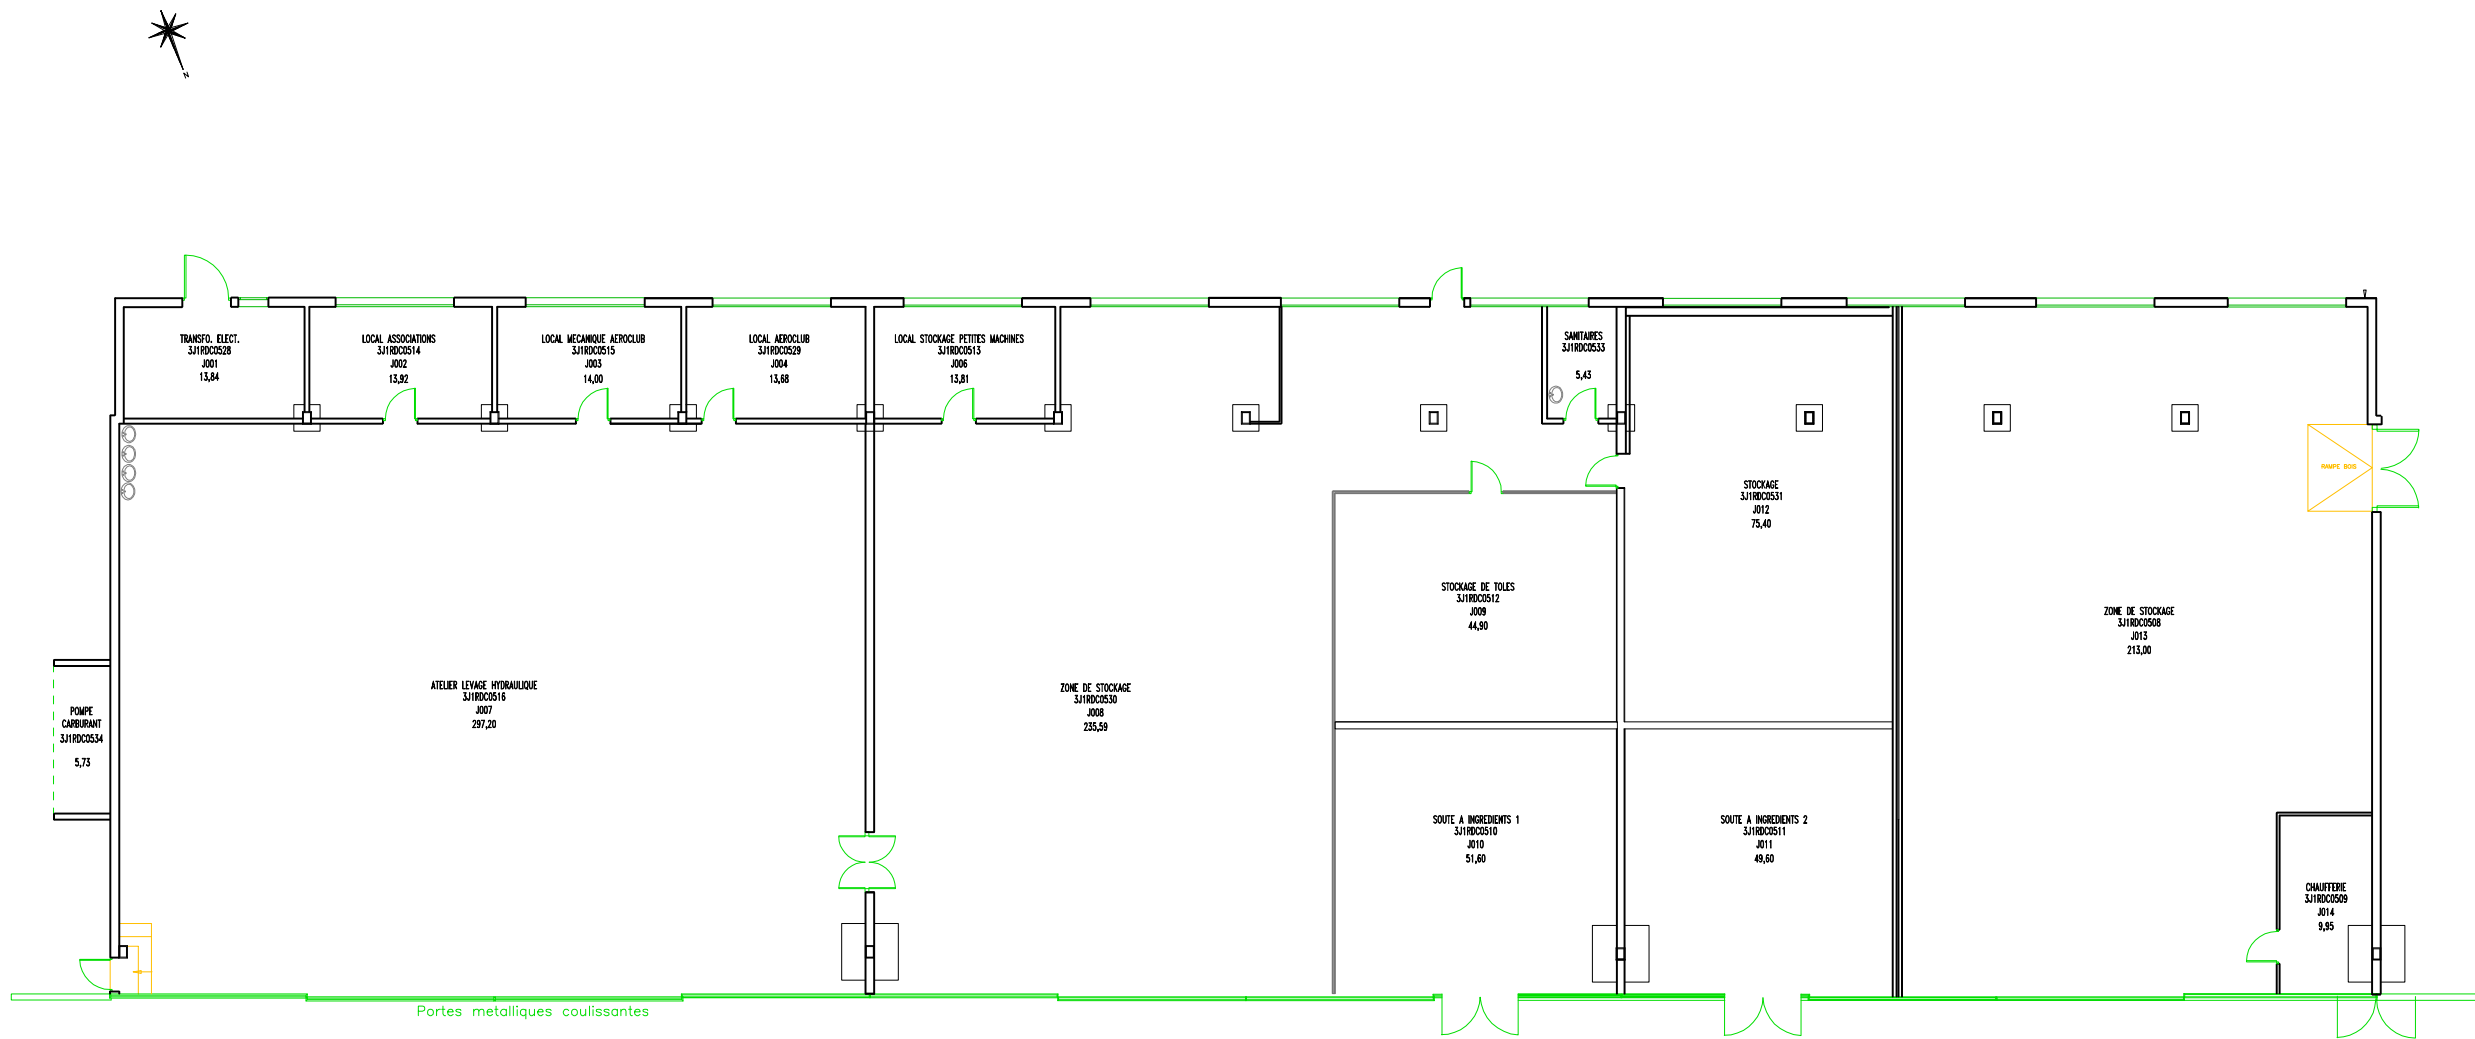 N
TRANSFO. ELECT.
3J1RDC0528
J001
13,84
LOCAL ASSOCIATIONS
3J1RDC0514
J002
13,92
LOCAL MECANIQUE AEROCLUB
3J1RDC0515
J003
14,00
LOCAL AEROCLUB
3J1RDC0529
J004
13,68
LOCAL STOCKAGE PETITES MACHINES
3J1RDC0513
J006
13,81
SANITAIRES
3J1RDC0533
5,43
RAMPE BOIS
STOCKAGE
3J1RDC0531
J012
75,40
STOCKAGE DE TOLES
3J1RDC0512
J009
44,90
ZONE DE STOCKAGE
3J1RDC0508
J013
213,00
ATELIER LEVAGE HYDRAULIQUE
3J1RDC0516
J007
297,20
ZONE DE STOCKAGE
3J1RDC0530
J008
235,59
POMPE
CARBURANT
3J1RDC0534
5,73
SOUTE A INGREDIENTS 1
3J1RDC0510
J010
51,60
SOUTE A INGREDIENTS 2
3J1RDC0511
J011
49,60
CHAUFFERIE
3J1RDC0509
J014
9,95
Portes metalliques coulissantes